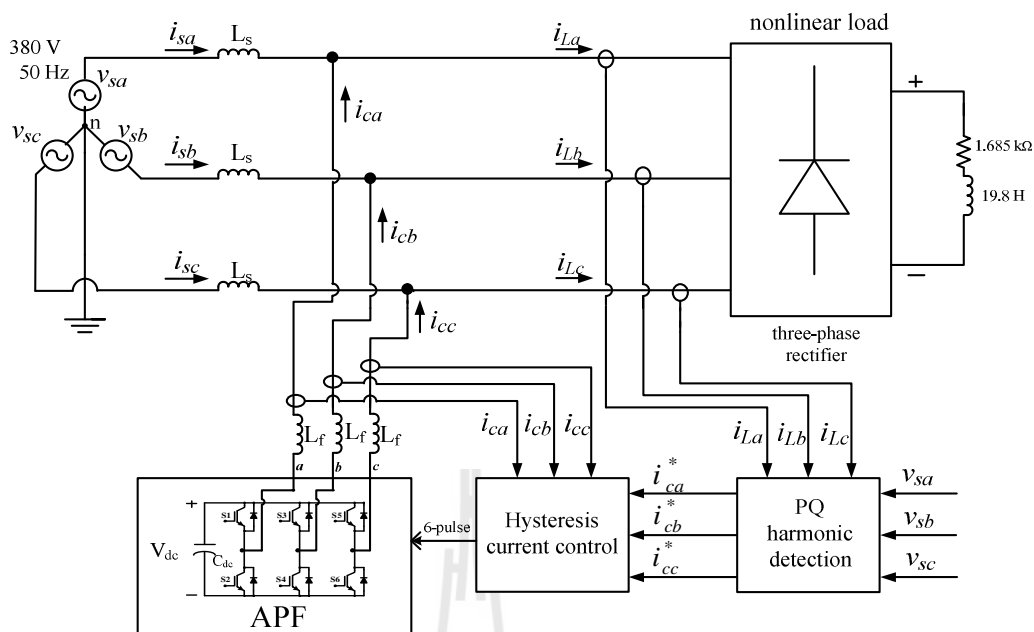 nonlinear load
i_sa
L_s
i_La
380 V
50 Hz
v_sa
n
v_sc
v_sb
i_ca
+
1.685 kΩ
19.8 H
−
i_sb
L_s
i_Lb
i_cb
i_sc
L_s
i_Lc
i_cc
three-phase
rectifier
L_f
L_f
L_f
a
b
c
i_ca
i_cb
i_cc
i_La
i_Lb
i_Lc
+
S1
S3
S5
V_dc
C_dc
S2
S4
S6
−
APF
6-pulse
Hysteresis
current control
i*_ca
i*_cb
i*_cc
PQ
harmonic
detection
v_sa
v_sb
v_sc